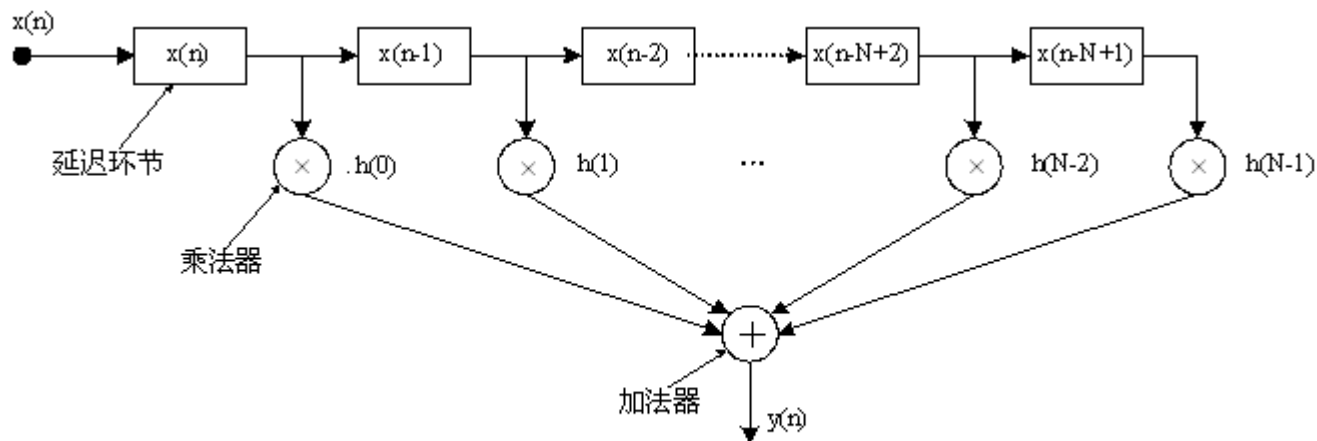 x(n)
x(n)
x(n-1)
x(n-2)
x(n-N+2)
x(n-N+1)
延迟环节
.h(0)
h(1)
...
h(N-2)
h(N-1)
乘法器
加法器
y(n)